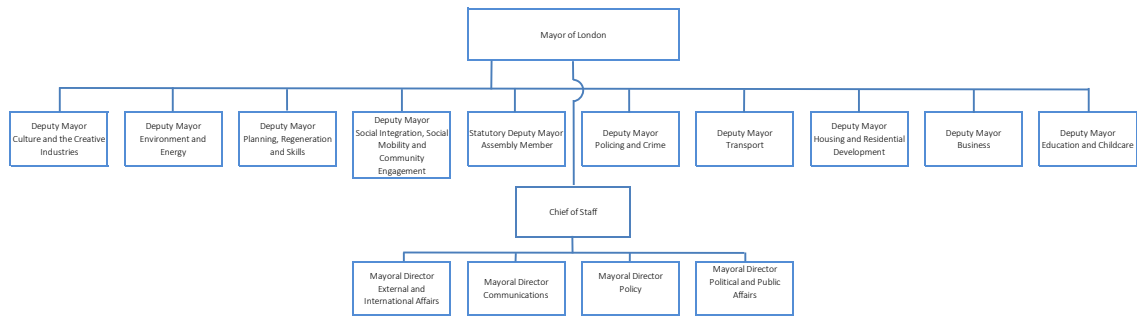 Mayor of London
Deputy Mayor
Culture and the Creative
Industries
Deputy Mayor
Environment and
Energy
Deputy Mayor
Planning, Regeneration
and Skills
Deputy Mayor
Social Integration, Social
Mobility and
Community
Engagement
Statutory Deputy Mayor
Assembly Member
Deputy Mayor
Policing and Crime
Deputy Mayor
Transport
Deputy Mayor
Housing and Residential
Development
Deputy Mayor
Business
Deputy Mayor
Education and Childcare
Chief of Staff
Mayoral Director
External and
International Affairs
Mayoral Director
Communications
Mayoral Director
Policy
Mayoral Director
Political and Public
Affairs